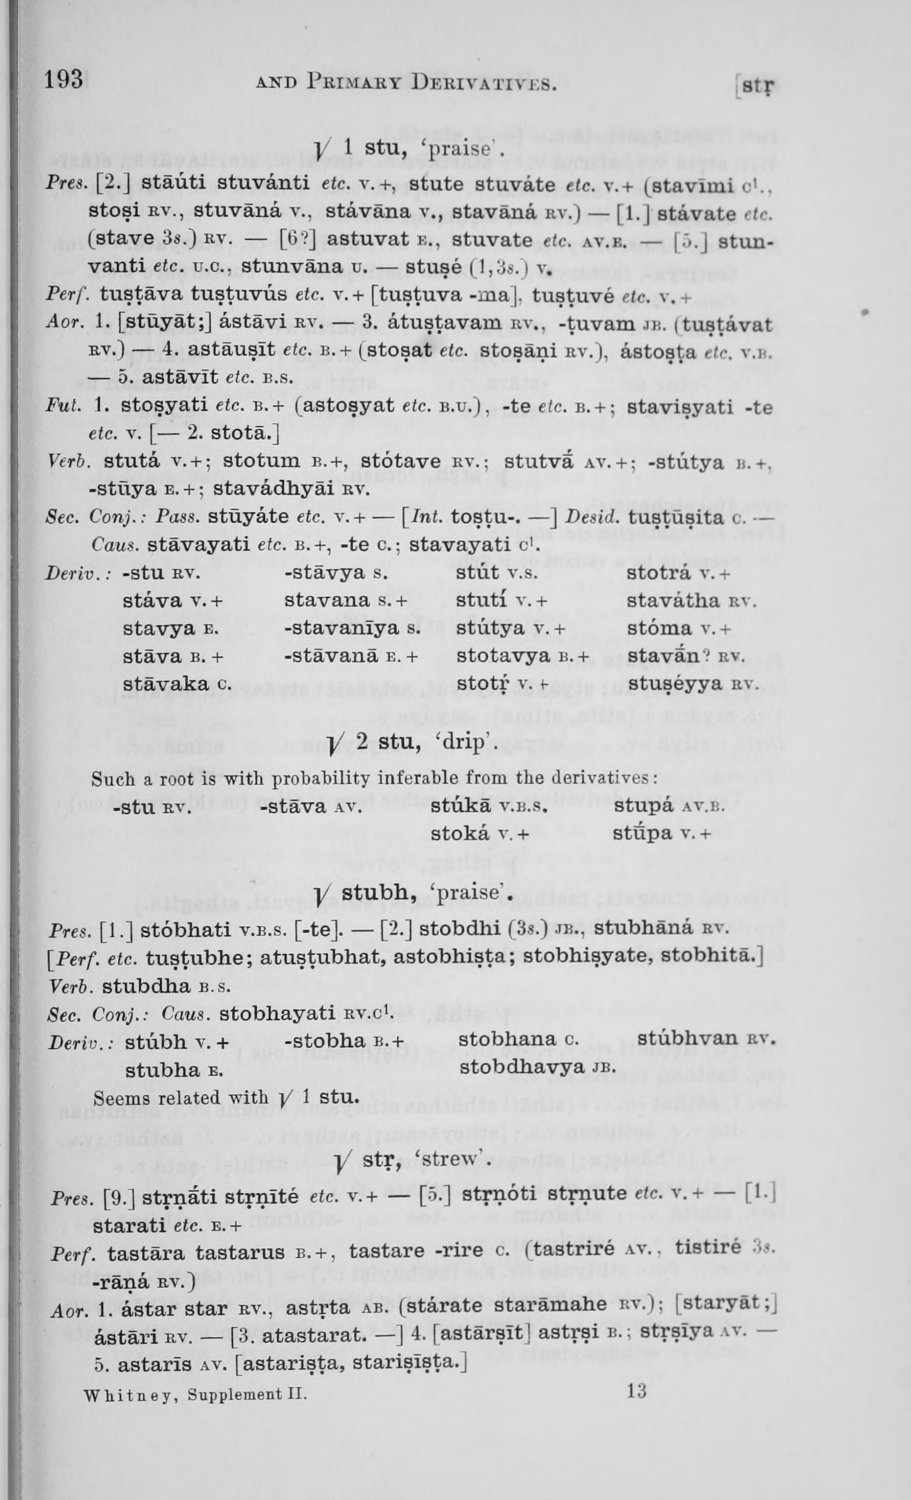 193 AND PRIMARY DERIVATIVES. [stṛ
√ 1 stu, ‘praise’.
Pres. [2.] stāúti stuvánti etc. V.+, stute stuváte etc. V.+ (stavīmi C¹.,
stoṣi RV., stuvāná V., stávāna V., stavāná RV.) — [1.] stávate etc.
(stave 3s.) RV. — [6?] astuvat E., stuvate etc. AV.E. — [5.] stun-
vanti etc. U.C., stunvāna U. — stuṣé (1,3s.) V.
Perf. tuṣṭāva tuṣṭuvús etc. V.+ [tuṣṭuva -ma], tuṣṭuvé etc. V.+
Aor. 1. [stūyāt;] ástāvi RV. — 3. átuṣṭavam RV., -ṭuvam JB. (tuṣṭávat
RV.) — 4. astāuṣīt etc. B.+ (stoṣat etc. stoṣāṇi RV.), ástoṣṭa etc. V.B.
— 5. astāvīt etc. B.S.
Fut. 1. stoṣyati etc. B.+ (astoṣyat etc. B.U.), -te etc. B.+; staviṣyati -te
etc. V. [— 2. stotā.]
Verb. stutá V.+; stotum B.+, stótave RV.; stutvā́ AV.+; -stútya B.+,
-stūya E.+; stavádhyāi RV.
Sec. Conj.: Pass. stūyáte etc. V.+ — [Int. toṣṭu-. —] Desid. tuṣṭūṣita C. —
Caus. stāvayati etc. B.+, -te C.; stavayati C¹.
Deriv.: -stu RV. -stāvya S. stút V.S. stotrá V.+
stáva V.+ stavana S.+ stutí V.+ stavátha RV.
stavya E. -stavanīya S. stútya V.+ stóma V.+
stāva B.+ -stāvanā E.+ stotavya B.+ stavā́n? RV.
stāvaka C. stotṛ́ V.+ stuṣéyya RV.
√ 2 stu, ‘drip’.
Such a root is with probability inferable from the derivatives:
-stu RV. -stāva AV. stúkā V.B.S. stupá AV.B.
stoká V.+ stū́pa V.+
√ stubh, ‘praise’.
Pres. [1.] stóbhati V.B.S. [-te]. — [2.] stobdhi (3s.) JB., stubhāná RV.
[Perf. etc. tuṣṭubhe; atuṣṭubhat, astobhiṣṭa; stobhiṣyate, stobhitā.]
Verb. stubdha B.S.
Sec. Conj.: Caus. stobhayati RV.C¹.
Deriv.: stúbh V.+ -stobha B.+ stobhana C. stúbhvan RV.
stubha E. stobdhavya JB.
Seems related with √ 1 stu.
√ stṛ, ‘strew’.
Pres. [9.] stṛṇā́ti stṛṇīté etc. V.+ — [5.] stṛṇóti stṛṇute etc. V.+ — [1.]
starati etc. E.+
Perf. tastāra tastarus B.+, tastare -rire C. (tastriré AV., tistiré 3s.
-rāṇá RV.)
Aor. 1. ástar star RV., astṛta AB. (stárate starāmahe RV.); [staryāt;]
ástāri RV. — [3. atastarat. —] 4. [astārṣīt] astṛṣi B.; stṛṣīya AV. —
5. astarīs AV. [astariṣṭa, stariṣīṣṭa.]
Whitney, Supplement II. 13